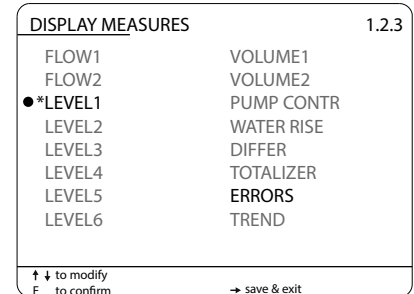 DISPLAY MEASURES 1.2.3
FLOW1 VOLUME1
FLOW2 VOLUME2
●*LEVEL1 PUMP CONTR
LEVEL2 WATER RISE
LEVEL3 DIFFER
LEVEL4 TOTALIZER
LEVEL5 ERRORS
LEVEL6 TREND
↑ ↓ to modify
E to confirm → save & exit